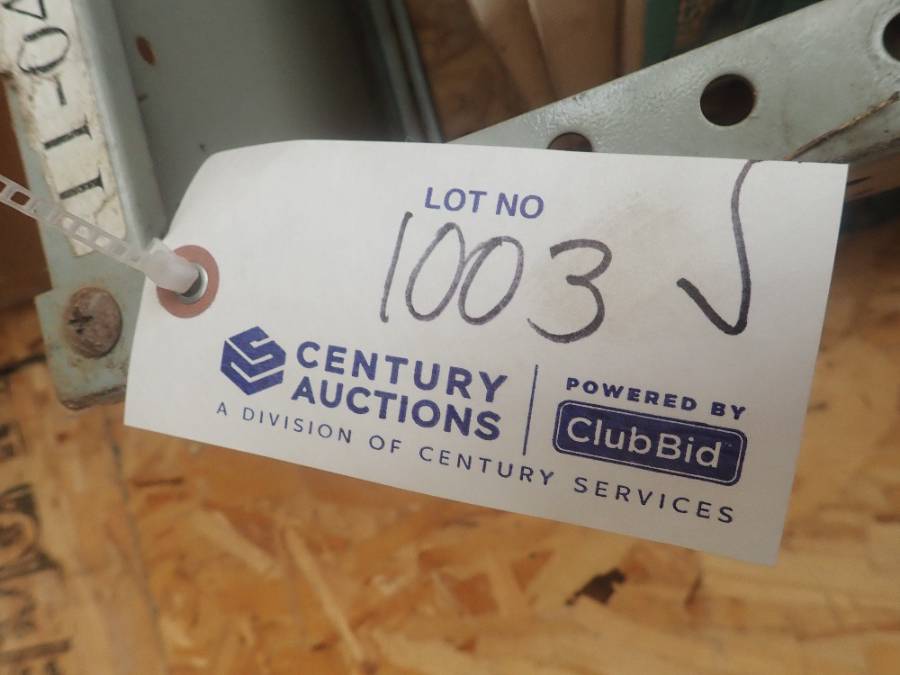 LOT NO
1003
CENTURY
AUCTIONS
A DIVISION OF CENTURY SERVICES
POWERED BY
ClubBid